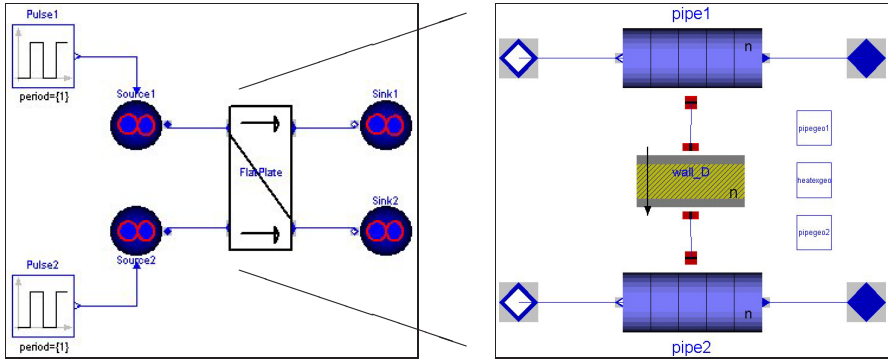 Pulse1
period={1}
Source1
Sink1
FlatPlate
Sink2
Source2
Pulse2
period={1}
pipe1
n
pipegeo1
wall_D
heatexgeo
n
pipegeo2
n
pipe2